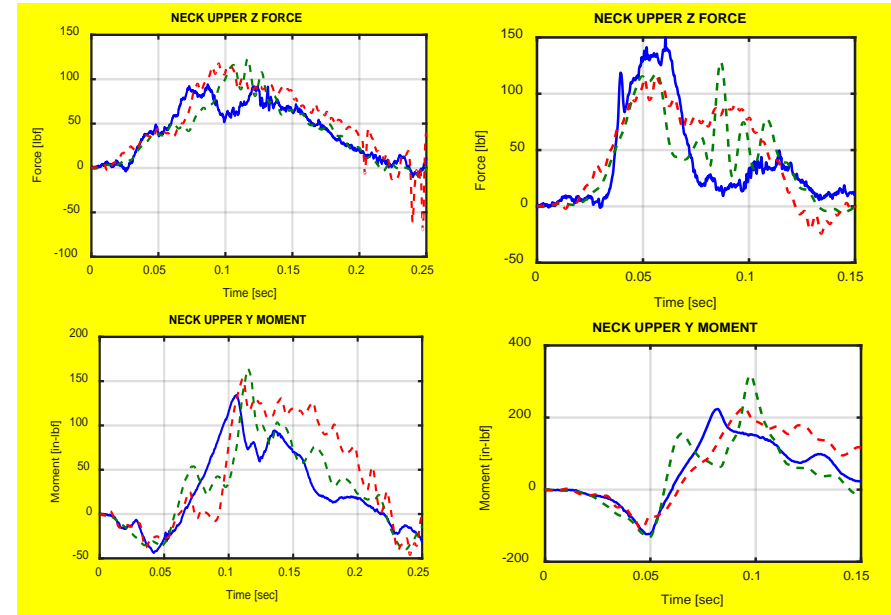 NECK UPPER Z FORCE
150
100
50
0
-50
-100
Force [lbf]
0 0.05 0.1 0.15 0.2 0.25
Time [sec]
NECK UPPER Z FORCE
150
100
50
0
-50
Force [lbf]
0 0.05 0.1 0.15
Time [sec]
NECK UPPER Y MOMENT
200
150
100
50
0
-50
Moment [in-lbf]
0 0.05 0.1 0.15 0.2 0.25
Time [sec]
NECK UPPER Y MOMENT
400
200
0
-200
Moment [in-lbf]
0 0.05 0.1 0.15
Time [sec]